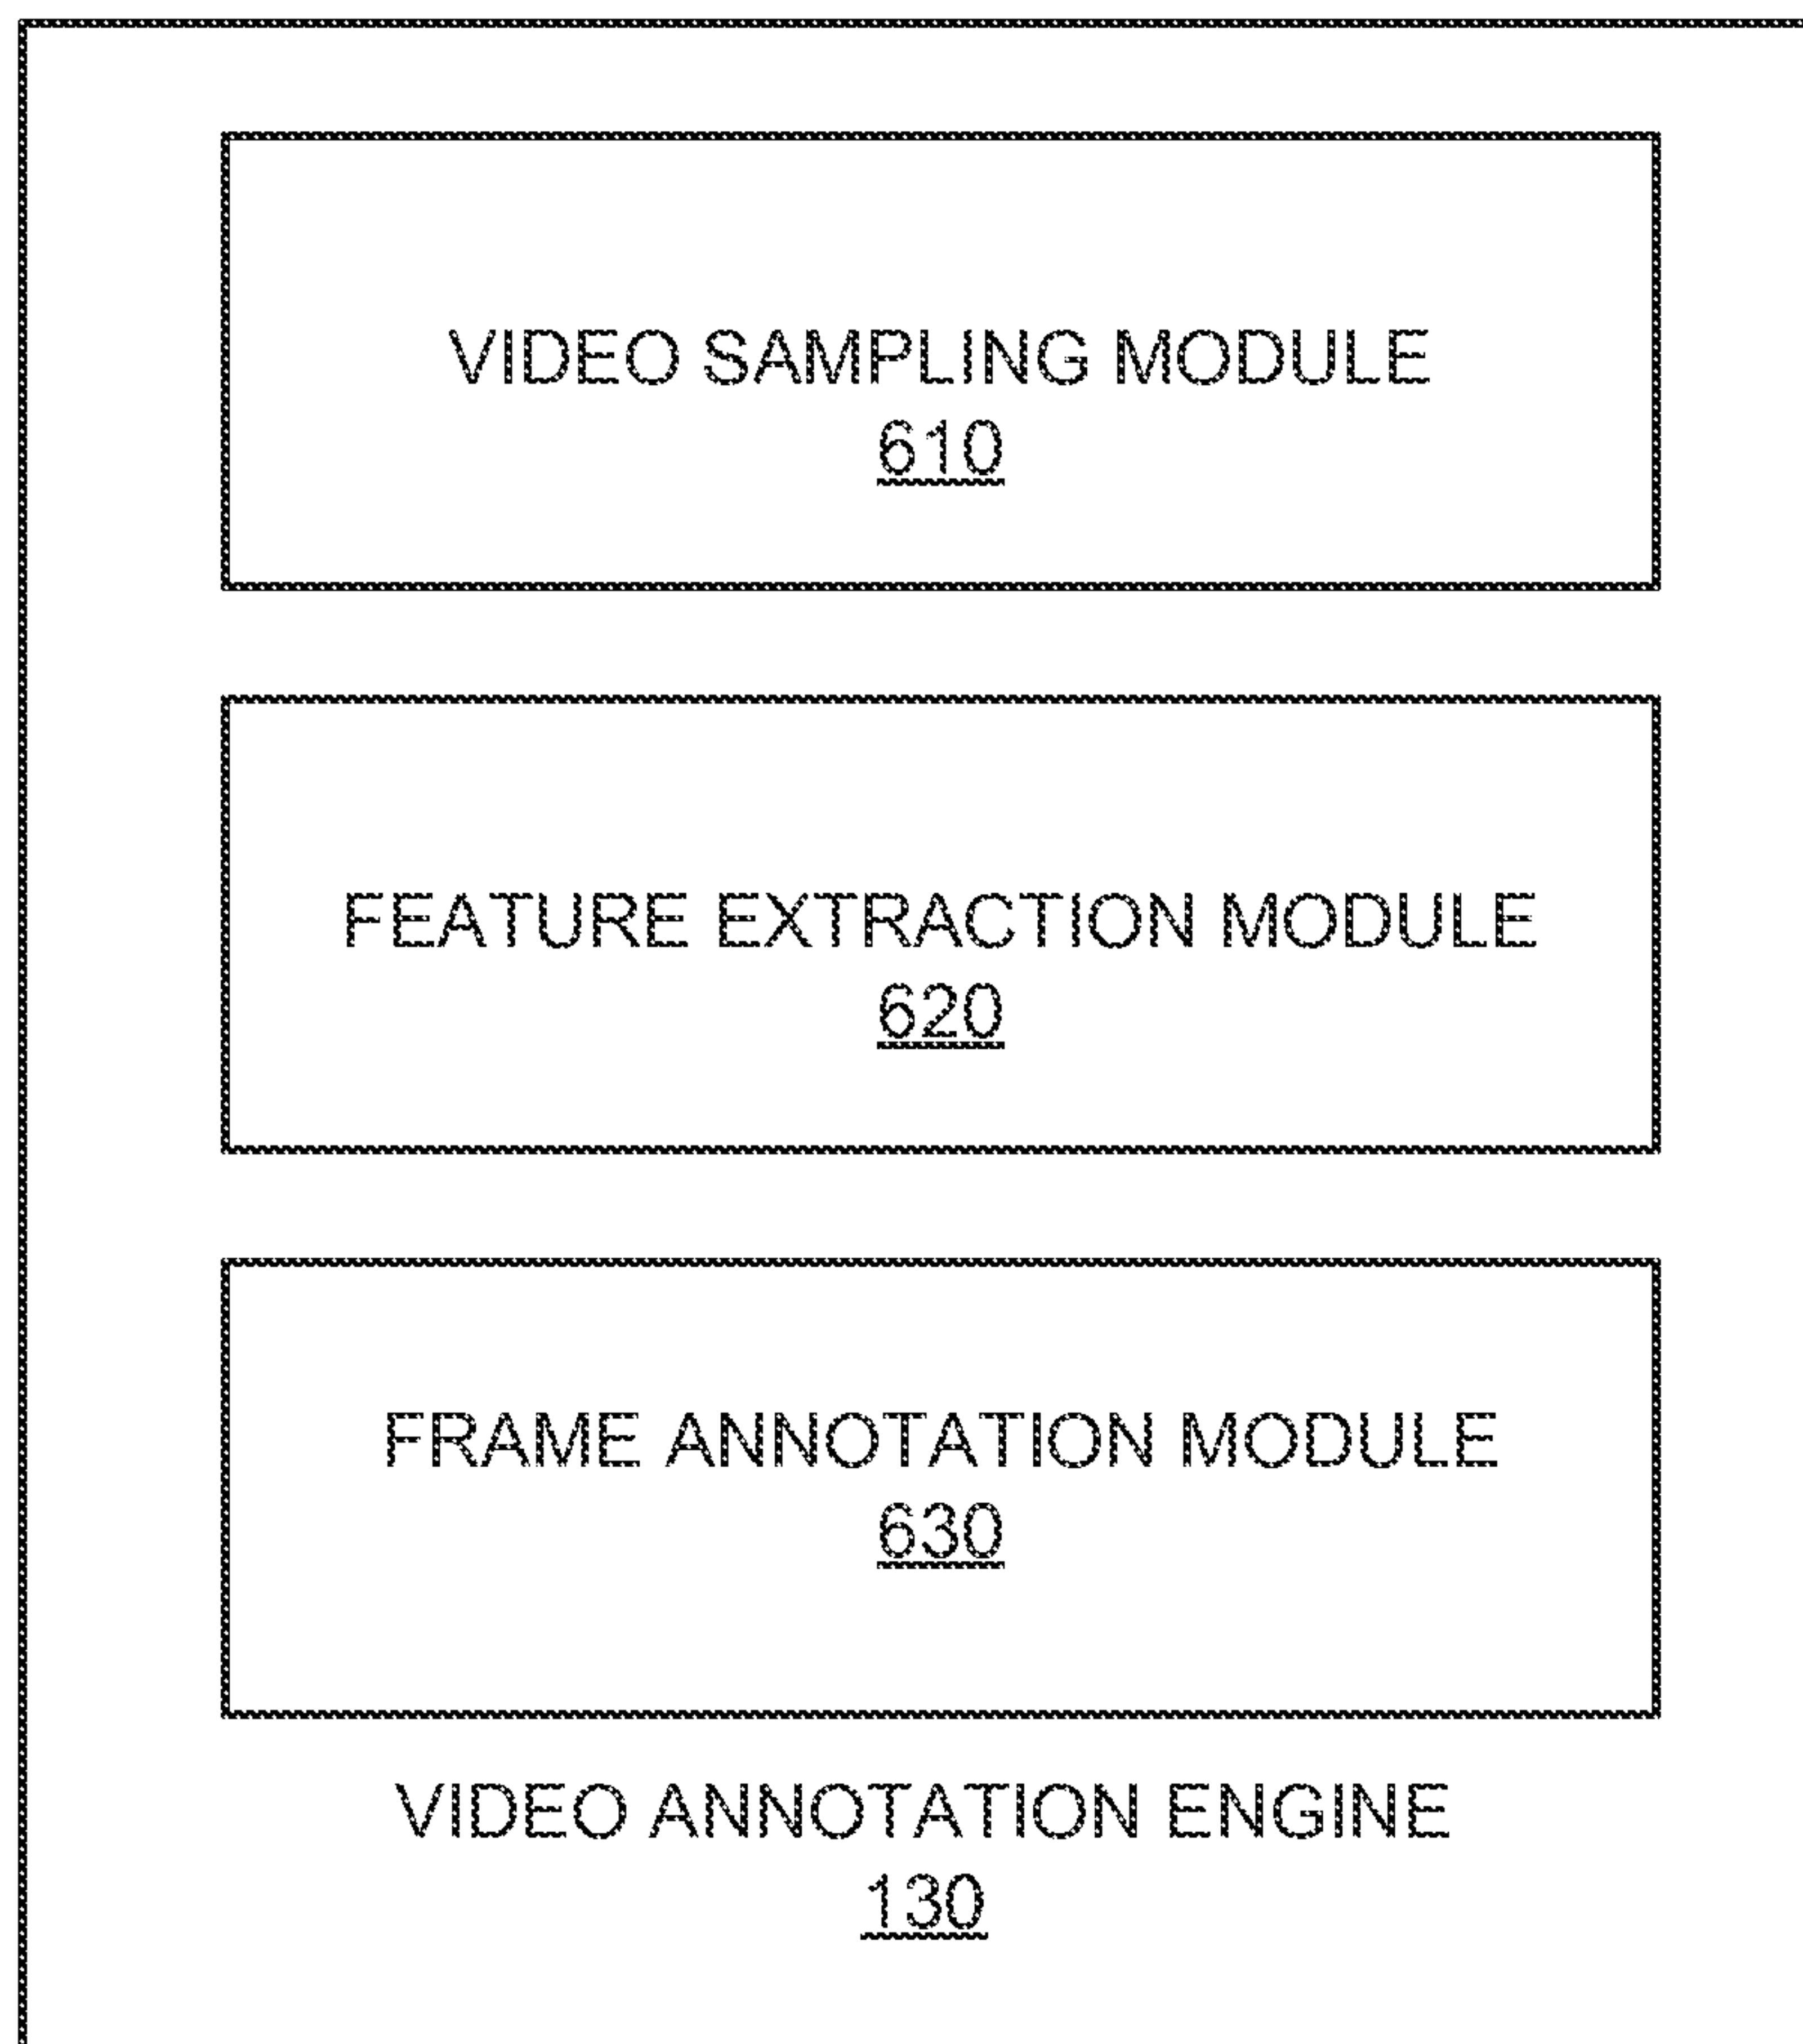 VIDEO SAMPLING MODULE
610
FEATURE EXTRACTION MODULE
620
FRAME ANNOTATION MODULE
630
VIDEO ANNOTATION ENGINE
130